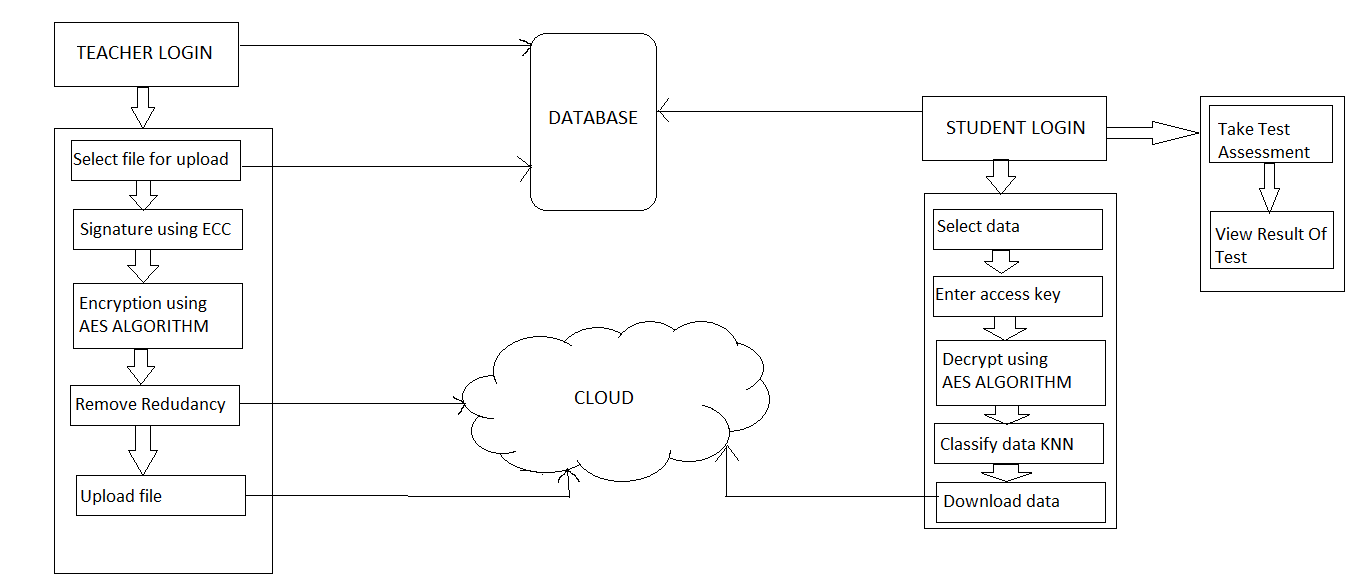 TEACHER LOGIN
Select file for upload
Signature using ECC
Encryption using
AES ALGORITHM
Remove Redudancy
Upload file
DATABASE
CLOUD
STUDENT LOGIN
Select data
Enter access key
Decrypt using
AES ALGORITHM
Classify data KNN
Download data
Take Test
Assessment
View Result Of
Test